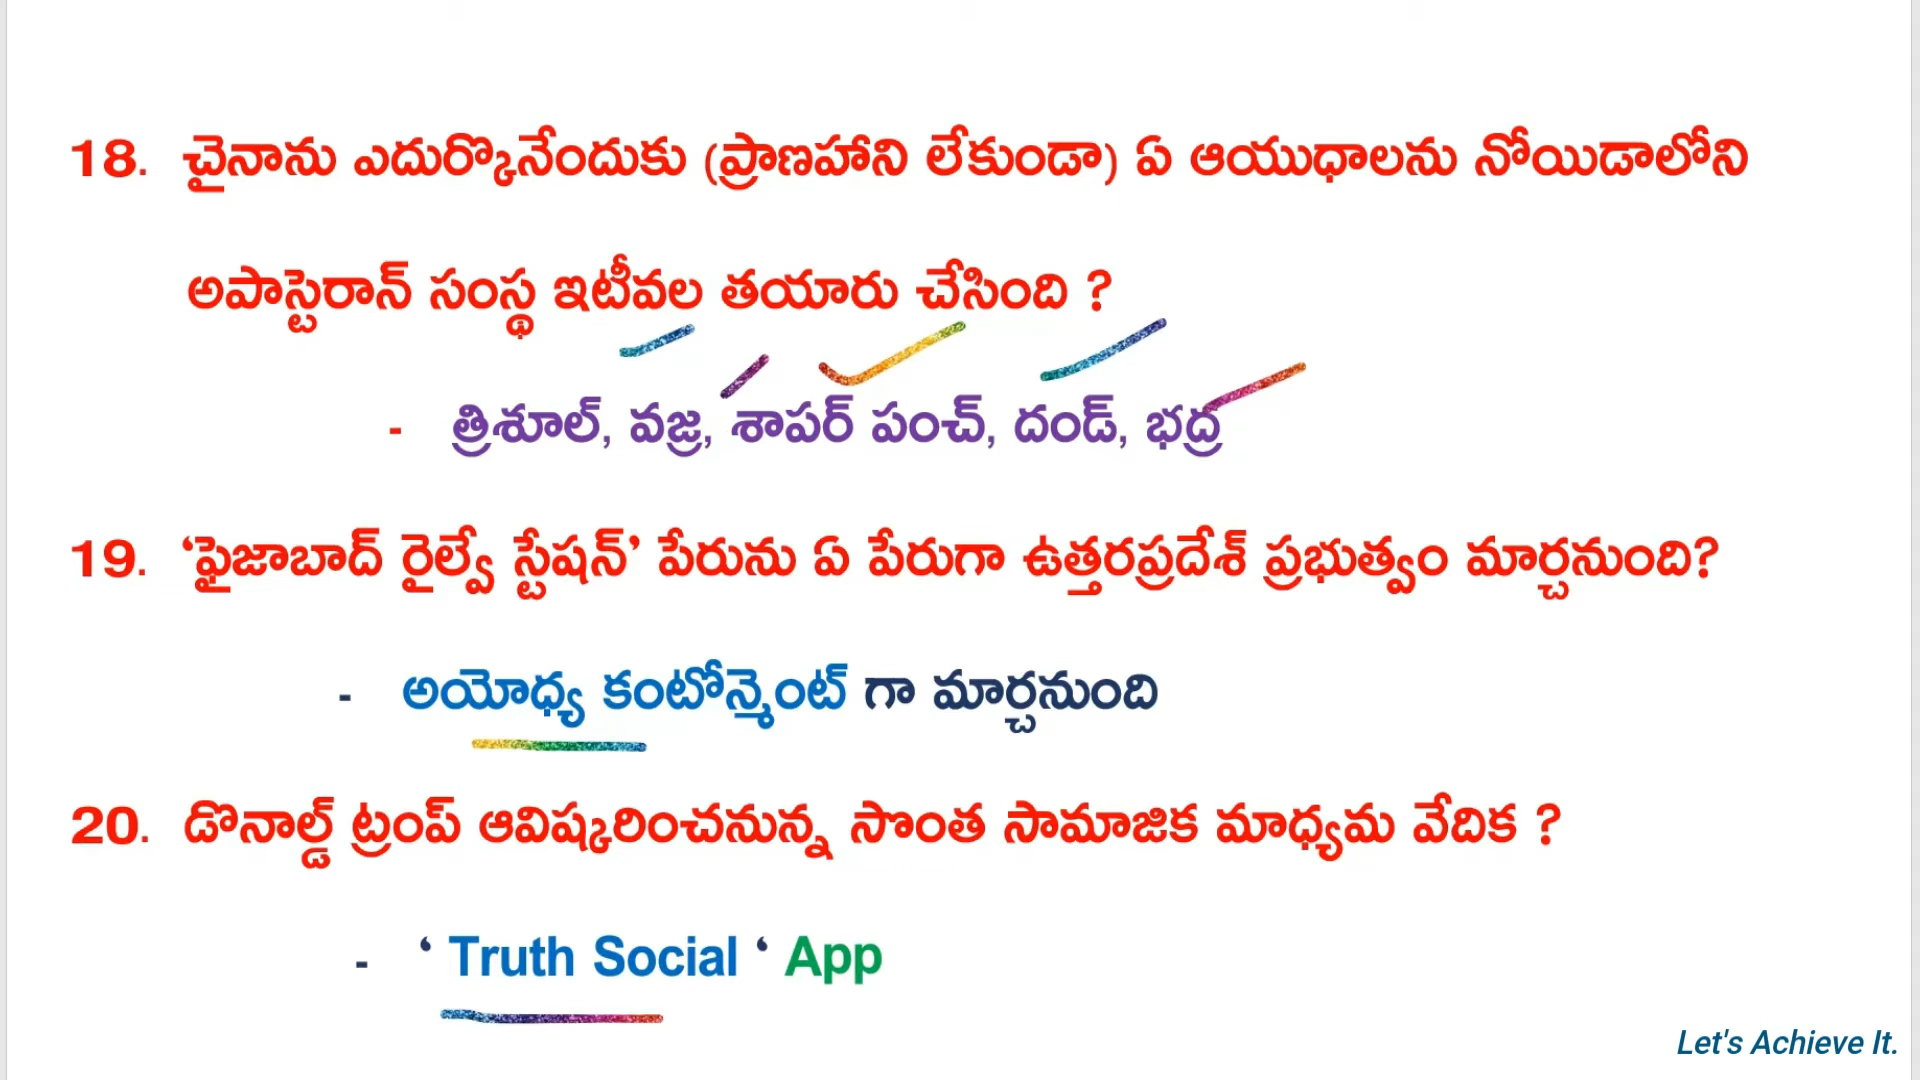 18. చైనాను ఎదుర్కొనేందుకు (ప్రాణహాని లేకుండా) ఏ ఆయుధాలను నోయిడాలోని
అపాస్టెరాన్ సంస్థ ఇటీవల తయారు చేసింది ?
- త్రిశూల్, వజ్ర, శాపర్ పంచ్, దండ్, భద్ర
19. ‘ఫైజాబాద్ రైల్వే స్టేషన్’ పేరును ఏ పేరుగా ఉత్తరప్రదేశ్ ప్రభుత్వం మార్చనుంది?
- అయోధ్య కంటోన్మెంట్ గా మార్చనుంది
20. డొనాల్డ్ ట్రంప్ ఆవిష్కరించనున్న సొంత సామాజిక మాధ్యమ వేదిక ?
- ‘ Truth Social ‘ App
Let's Achieve It.